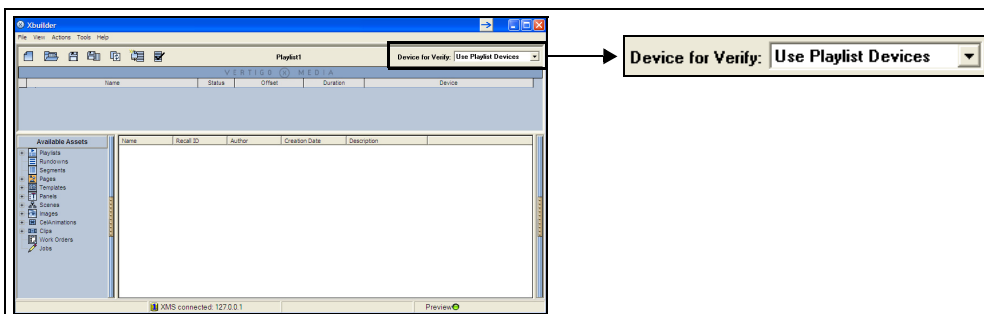 Xbuilder
File View Actions Tools Help
Playlist1
Device for Verify: Use Playlist Devices
VERTIGO (X) MEDIA
Name Status Offset Duration Device
Available Assets
Playlists
Rundowns
Segments
Pages
Templates
Panels
Scenes
Images
CelAnimations
Clips
Work Orders
Jobs
Name Recall ID Author Creation Date Description
XMS connected: 127.0.0.1
Preview
Device for Verify: Use Playlist Devices